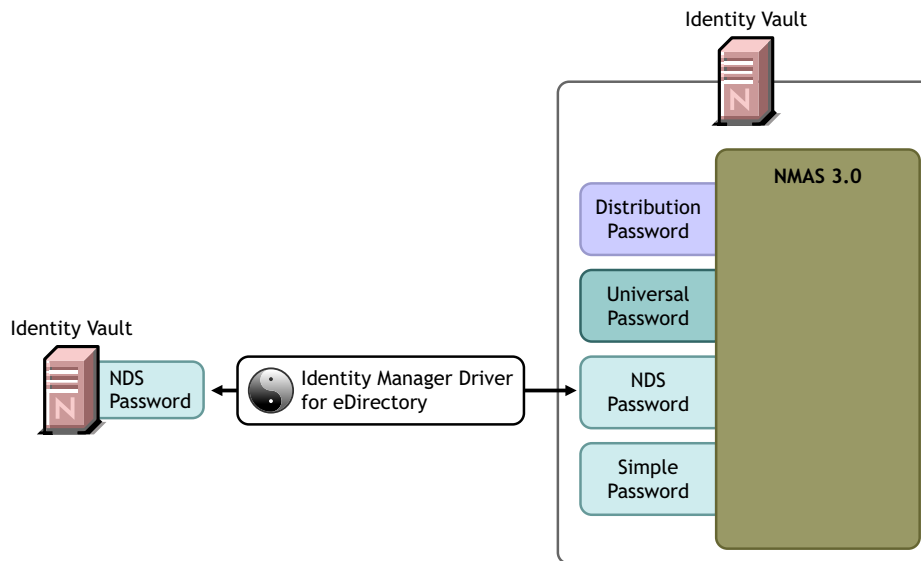 Identity Vault
N
NMAS 3.0
Distribution
Password
Universal
Password
Identity Vault
N
NDS
Password
Identity Manager Driver
for eDirectory
NDS
Password
Simple
Password